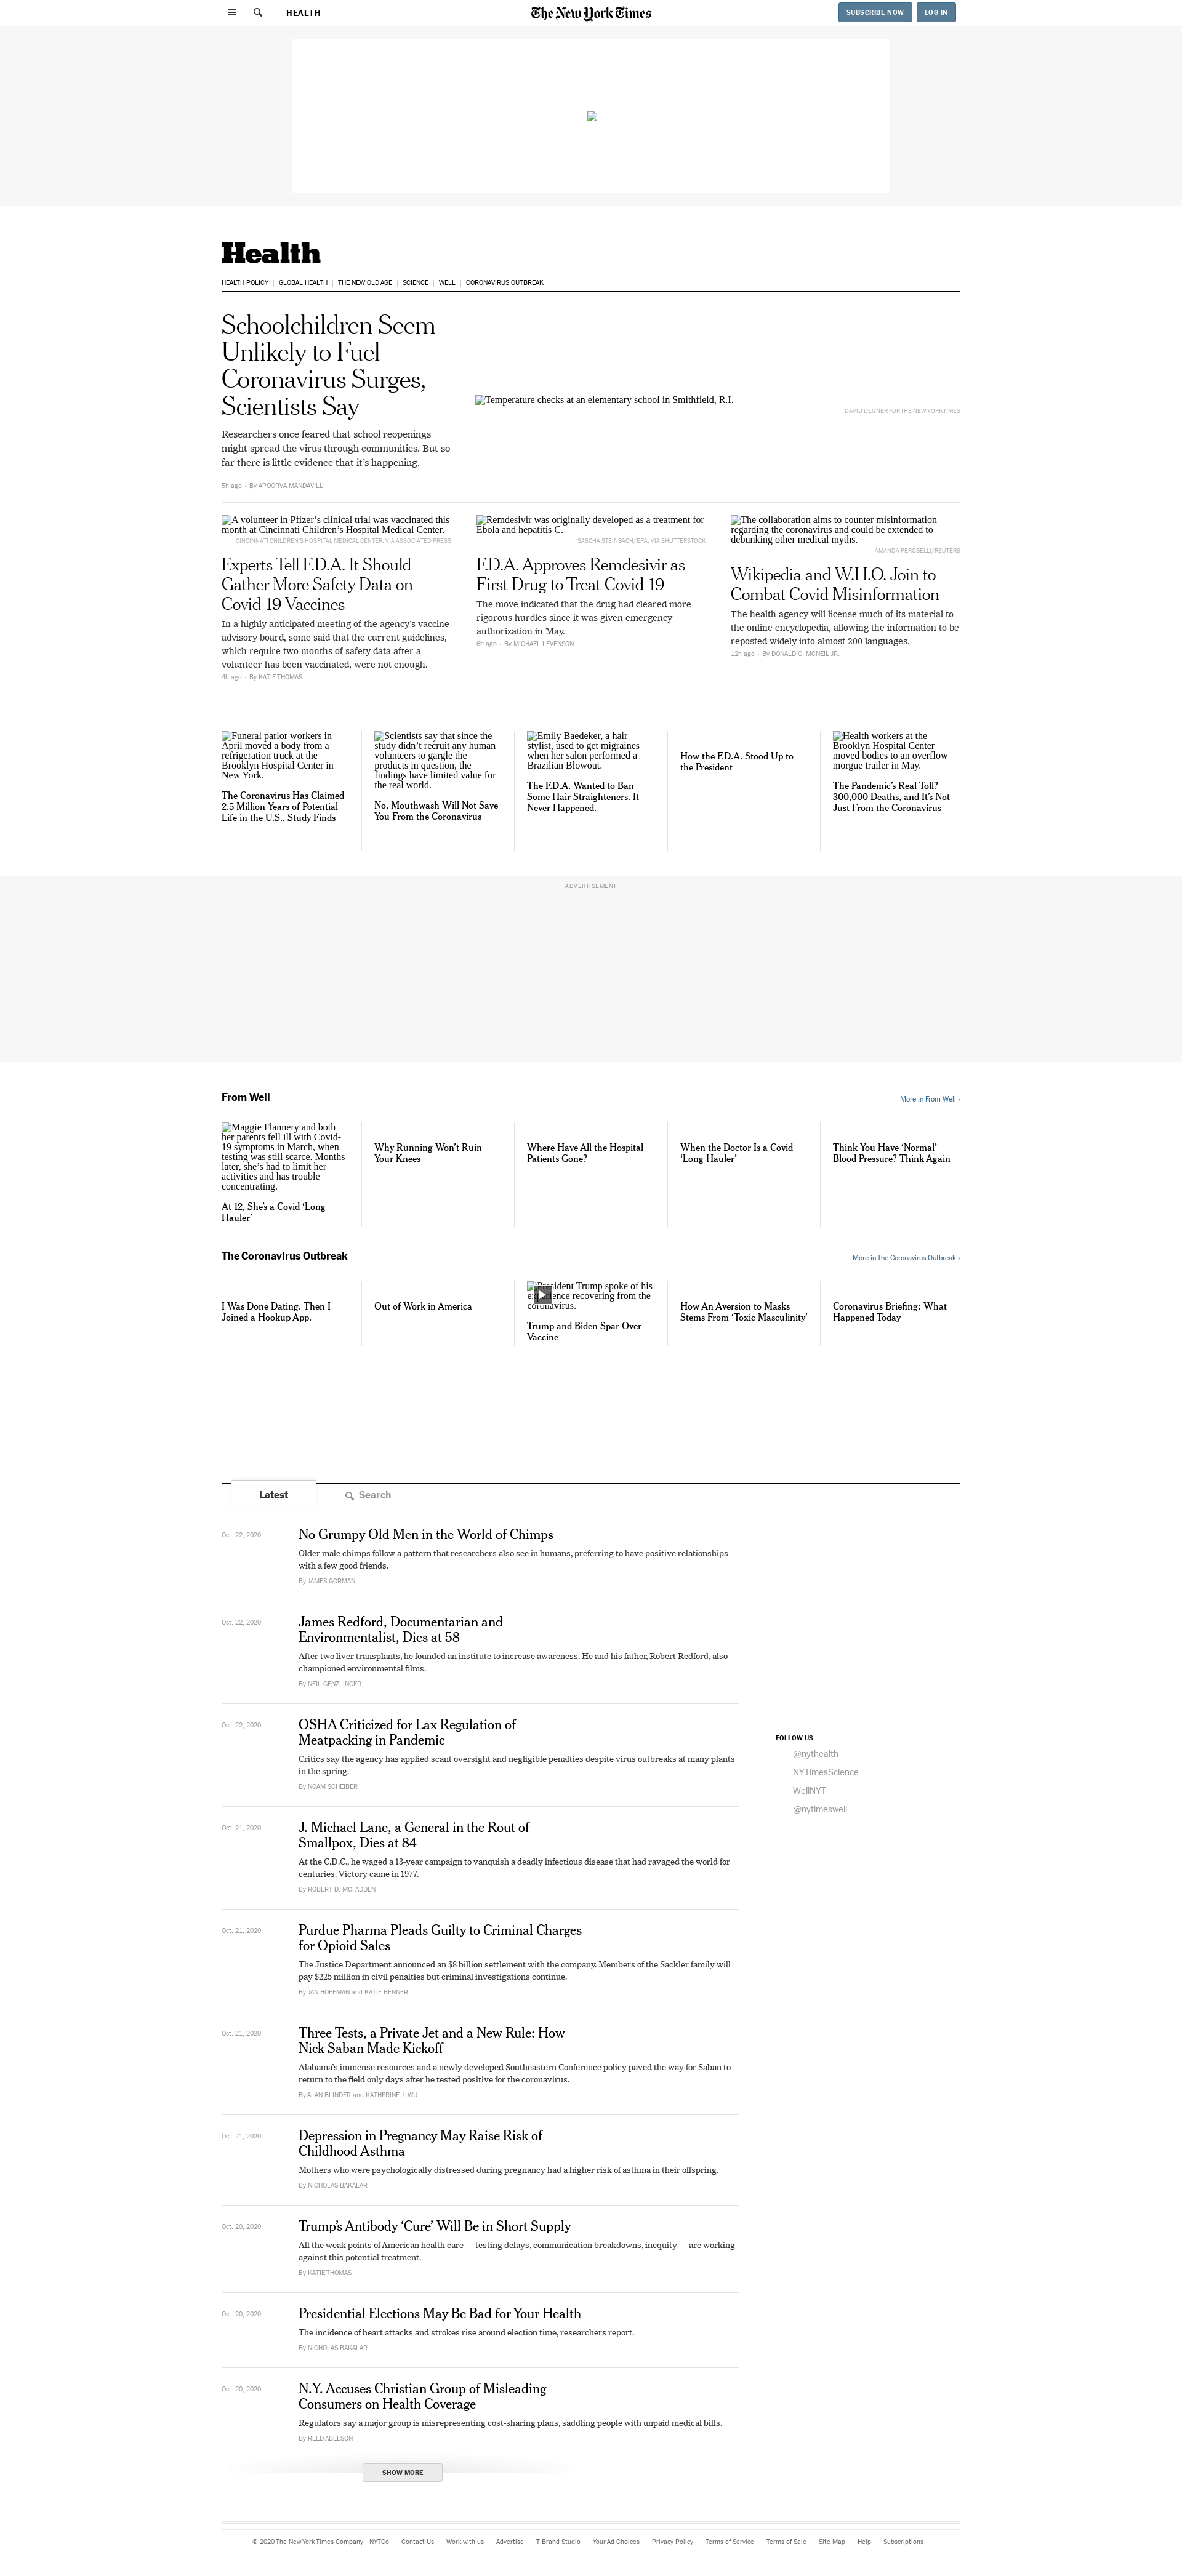 HEALTH
The New York Times
SUBSCRIBE NOW
LOG IN
Health
HEALTH POLICY
GLOBAL HEALTH
THE NEW OLD AGE
SCIENCE
WELL
CORONAVIRUS OUTBREAK
Schoolchildren Seem
Unlikely to Fuel
Coronavirus Surges,
Scientists Say
Researchers once feared that school reopenings
might spread the virus through communities. But so
far there is little evidence that it’s happening.
5h ago • By APOORVA MANDAVILLI
Temperature checks at an elementary school in Smithfield, R.I.
DAVID DEGNER FOR THE NEW YORK TIMES
A volunteer in Pfizer’s clinical trial was vaccinated this
month at Cincinnati Children’s Hospital Medical Center.
CINCINNATI CHILDREN’S HOSPITAL MEDICAL CENTER, VIA ASSOCIATED PRESS
Experts Tell F.D.A. It Should
Gather More Safety Data on
Covid-19 Vaccines
In a highly anticipated meeting of the agency’s vaccine
advisory board, some said that the current guidelines,
which require two months of safety data after a
volunteer has been vaccinated, were not enough.
4h ago • By KATIE THOMAS
Remdesivir was originally developed as a treatment for
Ebola and hepatitis C.
SASCHA STEINBACH/EPA, VIA SHUTTERSTOCK
F.D.A. Approves Remdesivir as
First Drug to Treat Covid-19
The move indicated that the drug had cleared more
rigorous hurdles since it was given emergency
authorization in May.
6h ago • By MICHAEL LEVENSON
The collaboration aims to counter misinformation
regarding the coronavirus and could be extended to
debunking other medical myths.
AMANDA PEROBELLI/REUTERS
Wikipedia and W.H.O. Join to
Combat Covid Misinformation
The health agency will license much of its material to
the online encyclopedia, allowing the information to be
reposted widely into almost 200 languages.
12h ago • By DONALD G. MCNEIL JR.
Funeral parlor workers in
April moved a body from a
refrigeration truck at the
Brooklyn Hospital Center in
New York.
The Coronavirus Has Claimed
2.5 Million Years of Potential
Life in the U.S., Study Finds
Scientists say that since the
study didn’t recruit any human
volunteers to gargle the
products in question, the
findings have limited value for
the real world.
No, Mouthwash Will Not Save
You From the Coronavirus
Emily Baedeker, a hair
stylist, used to get migraines
when her salon performed a
Brazilian Blowout.
The F.D.A. Wanted to Ban
Some Hair Straighteners. It
Never Happened.
How the F.D.A. Stood Up to
the President
Health workers at the
Brooklyn Hospital Center
moved bodies to an overflow
morgue trailer in May.
The Pandemic’s Real Toll?
300,000 Deaths, and It’s Not
Just From the Coronavirus
ADVERTISEMENT
From Well
More in From Well ›
Maggie Flannery and both
her parents fell ill with Covid-
19 symptoms in March, when
testing was still scarce. Months
later, she’s had to limit her
activities and has trouble
concentrating.
At 12, She’s a Covid ‘Long
Hauler’
Why Running Won’t Ruin
Your Knees
Where Have All the Hospital
Patients Gone?
When the Doctor Is a Covid
‘Long Hauler’
Think You Have ‘Normal’
Blood Pressure? Think Again
The Coronavirus Outbreak
More in The Coronavirus Outbreak ›
I Was Done Dating. Then I
Joined a Hookup App.
Out of Work in America
President Trump spoke of his
experience recovering from the
coronavirus.
Trump and Biden Spar Over
Vaccine
How An Aversion to Masks
Stems From ‘Toxic Masculinity’
Coronavirus Briefing: What
Happened Today
Latest
Search
Oct. 22, 2020
No Grumpy Old Men in the World of Chimps
Older male chimps follow a pattern that researchers also see in humans, preferring to have positive relationships
with a few good friends.
By JAMES GORMAN
Oct. 22, 2020
James Redford, Documentarian and
Environmentalist, Dies at 58
After two liver transplants, he founded an institute to increase awareness. He and his father, Robert Redford, also
championed environmental films.
By NEIL GENZLINGER
Oct. 22, 2020
OSHA Criticized for Lax Regulation of
Meatpacking in Pandemic
Critics say the agency has applied scant oversight and negligible penalties despite virus outbreaks at many plants
in the spring.
By NOAM SCHEIBER
FOLLOW US
@nythealth
NYTimesScience
WellNYT
@nytimeswell
Oct. 21, 2020
J. Michael Lane, a General in the Rout of
Smallpox, Dies at 84
At the C.D.C., he waged a 13-year campaign to vanquish a deadly infectious disease that had ravaged the world for
centuries. Victory came in 1977.
By ROBERT D. MCFADDEN
Oct. 21, 2020
Purdue Pharma Pleads Guilty to Criminal Charges
for Opioid Sales
The Justice Department announced an $8 billion settlement with the company. Members of the Sackler family will
pay $225 million in civil penalties but criminal investigations continue.
By JAN HOFFMAN and KATIE BENNER
Oct. 21, 2020
Three Tests, a Private Jet and a New Rule: How
Nick Saban Made Kickoff
Alabama’s immense resources and a newly developed Southeastern Conference policy paved the way for Saban to
return to the field only days after he tested positive for the coronavirus.
By ALAN BLINDER and KATHERINE J. WU
Oct. 21, 2020
Depression in Pregnancy May Raise Risk of
Childhood Asthma
Mothers who were psychologically distressed during pregnancy had a higher risk of asthma in their offspring.
By NICHOLAS BAKALAR
Oct. 20, 2020
Trump’s Antibody ‘Cure’ Will Be in Short Supply
All the weak points of American health care — testing delays, communication breakdowns, inequity — are working
against this potential treatment.
By KATIE THOMAS
Oct. 20, 2020
Presidential Elections May Be Bad for Your Health
The incidence of heart attacks and strokes rise around election time, researchers report.
By NICHOLAS BAKALAR
Oct. 20, 2020
N.Y. Accuses Christian Group of Misleading
Consumers on Health Coverage
Regulators say a major group is misrepresenting cost-sharing plans, saddling people with unpaid medical bills.
By REED ABELSON
SHOW MORE
© 2020 The New York Times Company
NYTCo
Contact Us
Work with us
Advertise
T Brand Studio
Your Ad Choices
Privacy Policy
Terms of Service
Terms of Sale
Site Map
Help
Subscriptions